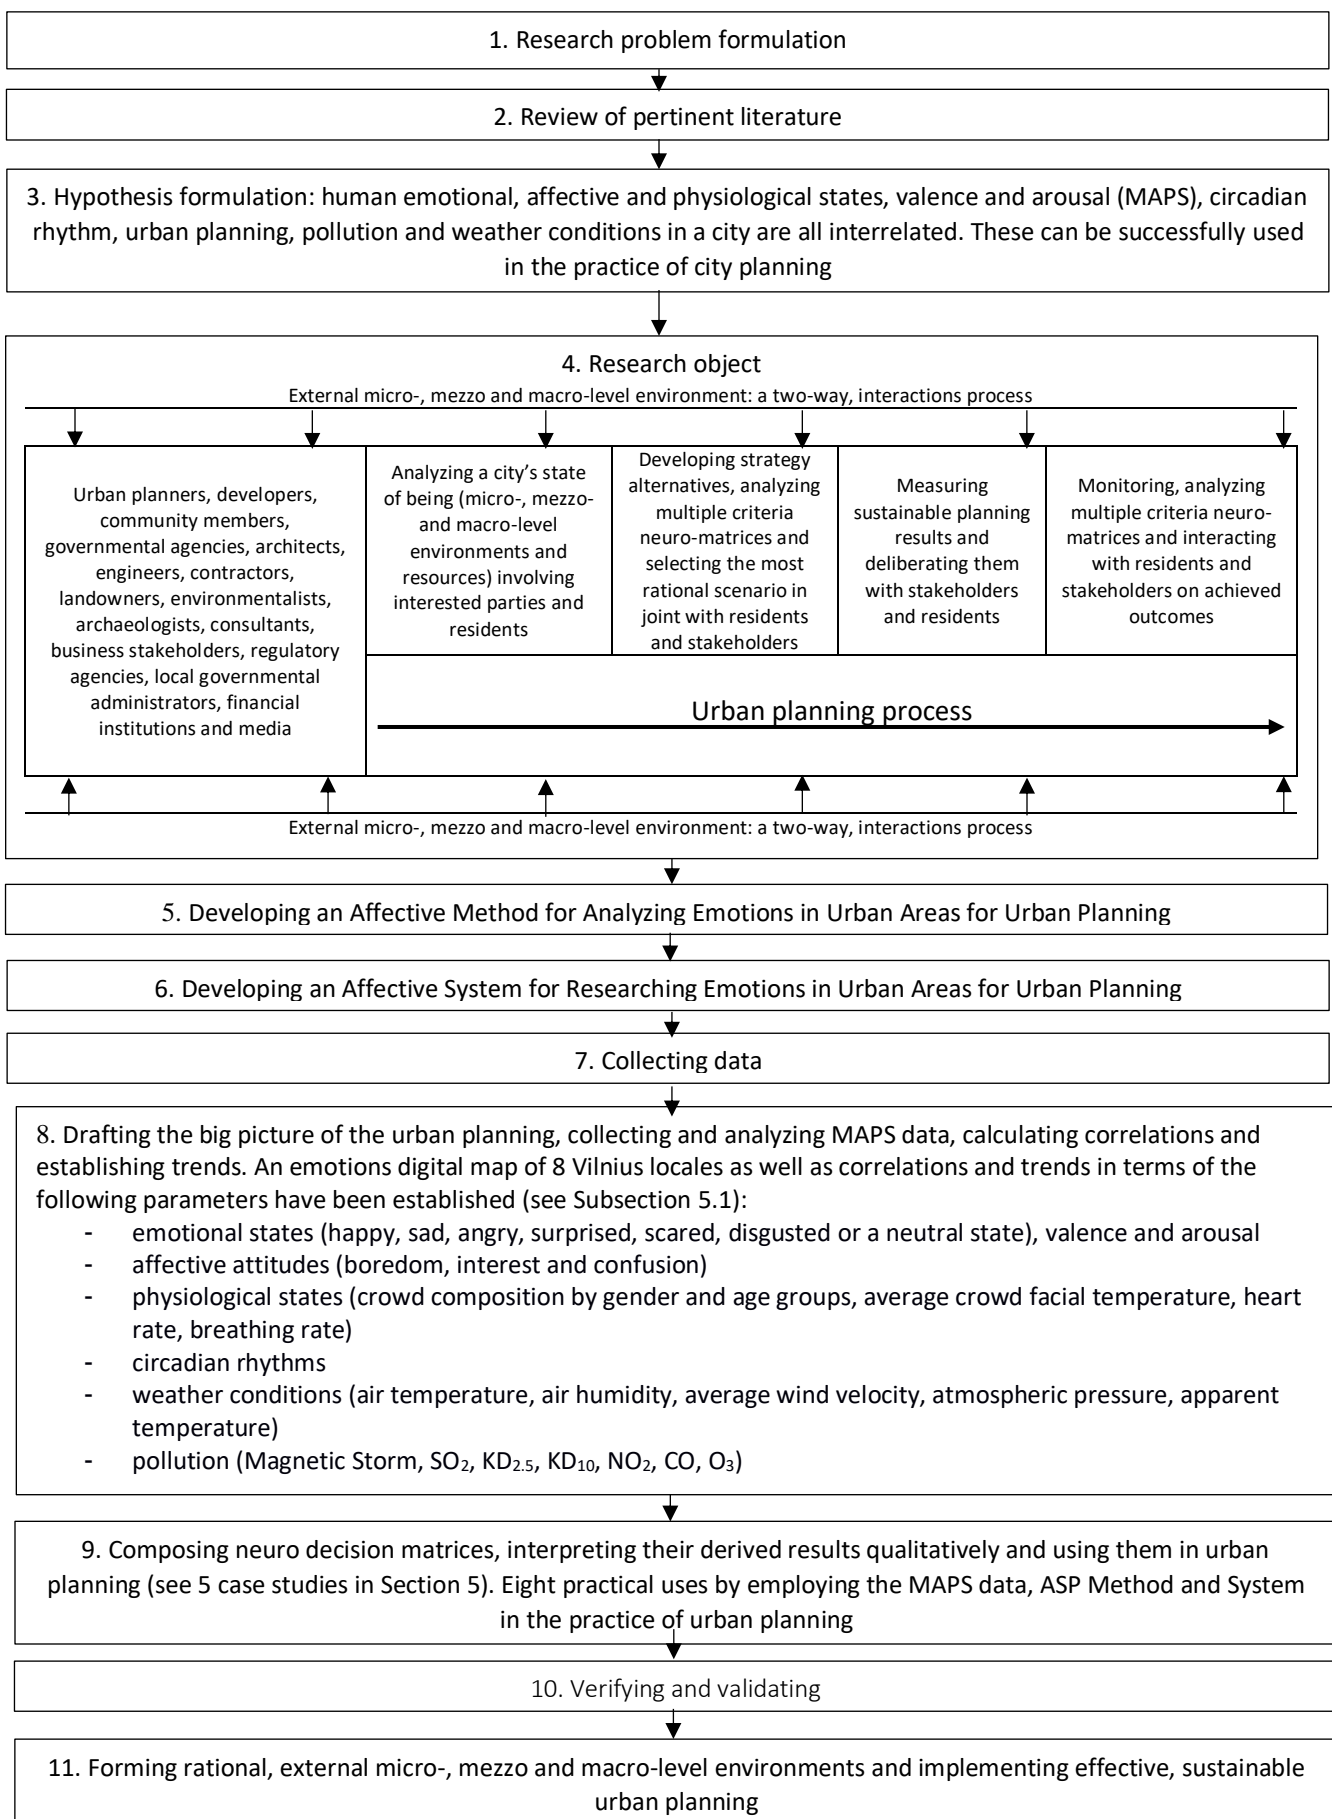 1. Research problem formulation
2. Review of pertinent literature
3. Hypothesis formulation: human emotional, affective and physiological states, valence and arousal (MAPS), circadian
rhythm, urban planning, pollution and weather conditions in a city are all interrelated. These can be successfully used
in the practice of city planning
4. Research object
External micro-, mezzo and macro-level environment: a two-way, interactions process
Urban planners, developers,
community members,
governmental agencies, architects,
engineers, contractors,
landowners, environmentalists,
archaeologists, consultants,
business stakeholders, regulatory
agencies, local governmental
administrators, financial
institutions and media
Analyzing a city’s state
of being (micro-, mezzo-
and macro-level
environments and
resources) involving
interested parties and
residents
Developing strategy
alternatives, analyzing
multiple criteria
neuro-matrices and
selecting the most
rational scenario in
joint with residents
and stakeholders
Measuring
sustainable planning
results and
deliberating them
with stakeholders
and residents
Monitoring, analyzing
multiple criteria neuro-
matrices and interacting
with residents and
stakeholders on achieved
outcomes
Urban planning process
External micro-, mezzo and macro-level environment: a two-way, interactions process
5. Developing an Affective Method for Analyzing Emotions in Urban Areas for Urban Planning
6. Developing an Affective System for Researching Emotions in Urban Areas for Urban Planning
7. Collecting data
8. Drafting the big picture of the urban planning, collecting and analyzing MAPS data, calculating correlations and
establishing trends. An emotions digital map of 8 Vilnius locales as well as correlations and trends in terms of the
following parameters have been established (see Subsection 5.1):
- emotional states (happy, sad, angry, surprised, scared, disgusted or a neutral state), valence and arousal
- affective attitudes (boredom, interest and confusion)
- physiological states (crowd composition by gender and age groups, average crowd facial temperature, heart
rate, breathing rate)
- circadian rhythms
- weather conditions (air temperature, air humidity, average wind velocity, atmospheric pressure, apparent
temperature)
- pollution (Magnetic Storm, SO₂, KD₂.₅, KD₁₀, NO₂, CO, O₃)
9. Composing neuro decision matrices, interpreting their derived results qualitatively and using them in urban
planning (see 5 case studies in Section 5). Eight practical uses by employing the MAPS data, ASP Method and System
in the practice of urban planning
10. Verifying and validating
11. Forming rational, external micro-, mezzo and macro-level environments and implementing effective, sustainable
urban planning